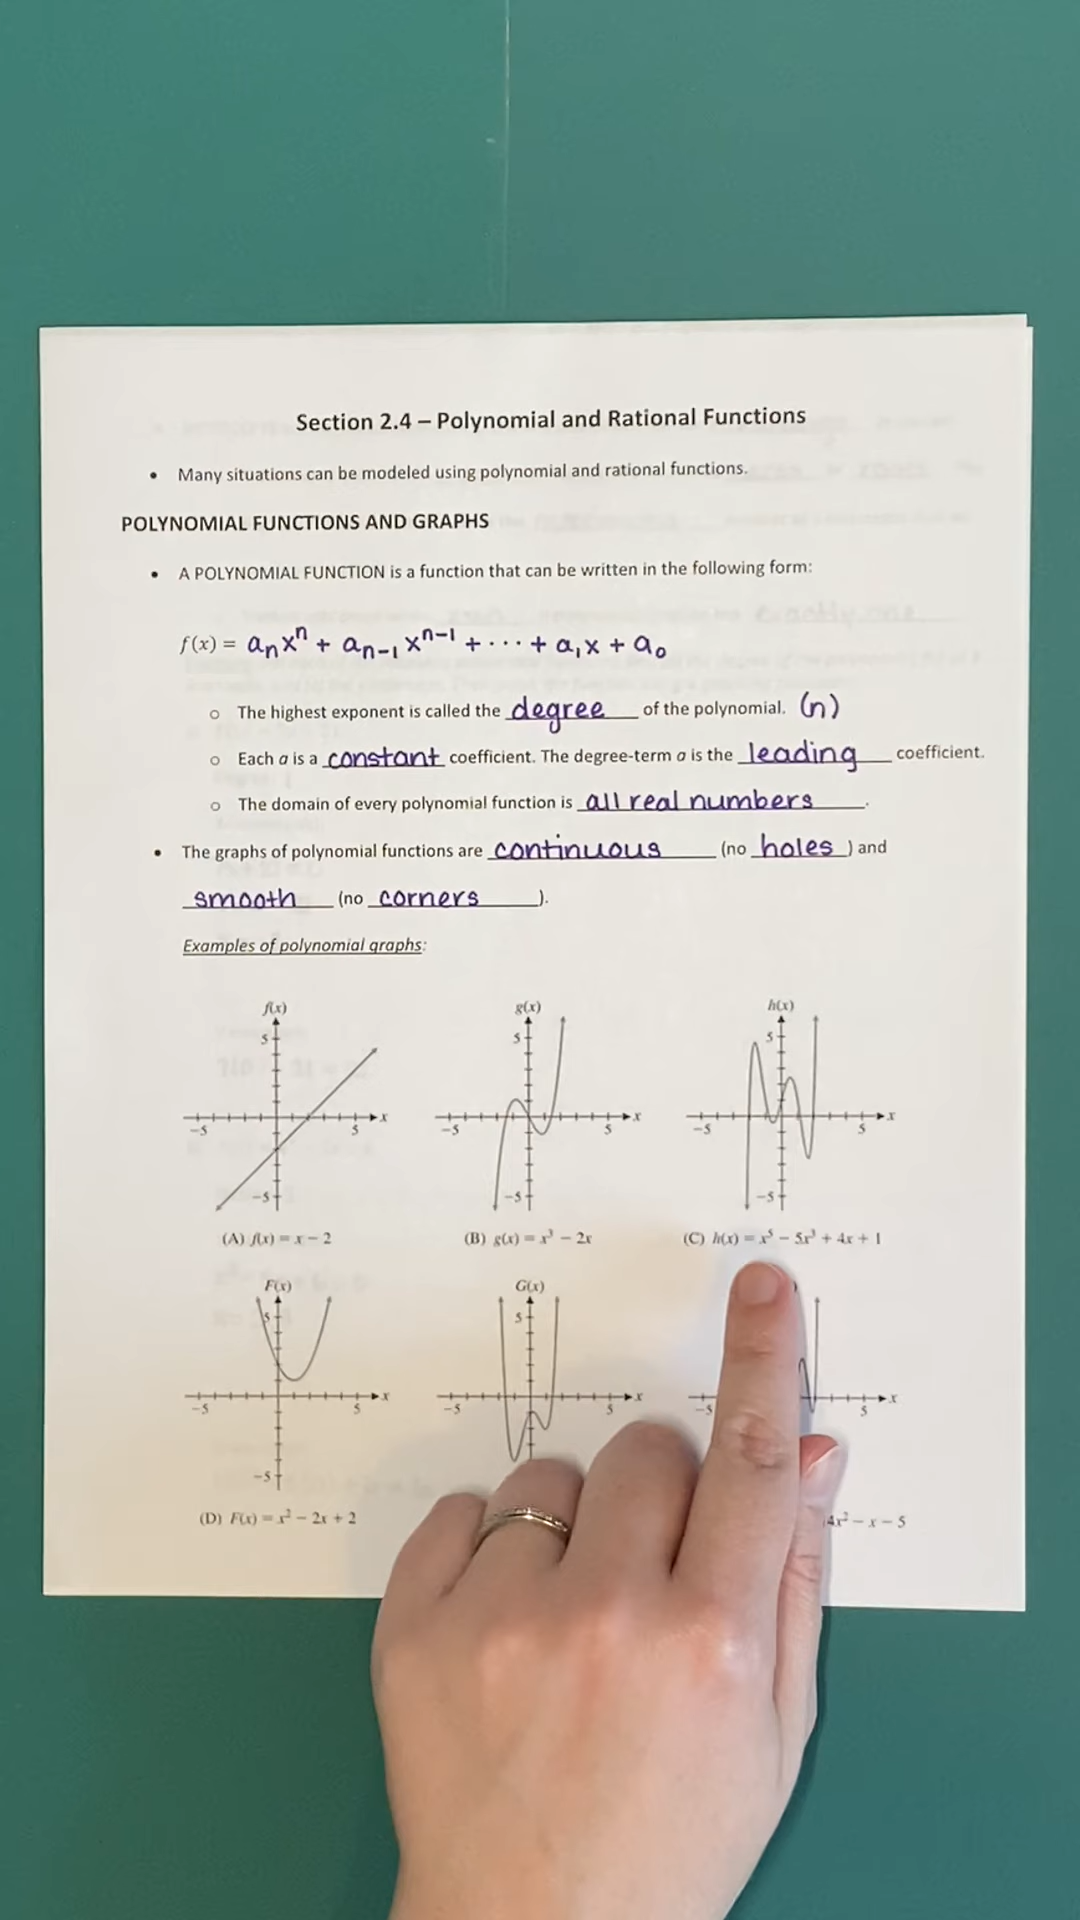 Section 2.4 – Polynomial and Rational Functions
• Many situations can be modeled using polynomial and rational functions.
POLYNOMIAL FUNCTIONS AND GRAPHS
• A POLYNOMIAL FUNCTION is a function that can be written in the following form:
f(x) = aₙxⁿ + aₙ₋₁xⁿ⁻¹ + ··· + a₁x + a₀
o The highest exponent is called the degree of the polynomial. (n)
o Each a is a constant coefficient. The degree-term a is the leading coefficient.
o The domain of every polynomial function is all real numbers.
• The graphs of polynomial functions are continuous (no holes) and
smooth (no corners).
Examples of polynomial graphs:
f(x) g(x) h(x)
5 5 5
-5 5 x -5 5 x -5 5 x
-5 -5 -5
(A) f(x) = x – 2 (B) g(x) = x³ – 2x (C) h(x) = x⁵ – 5x³ + 4x + 1
F(x) G(x)
5 5
-5 5 x -5 5 x -5 5 x
-5
(D) F(x) = x² – 2x + 2 4x² – x – 5